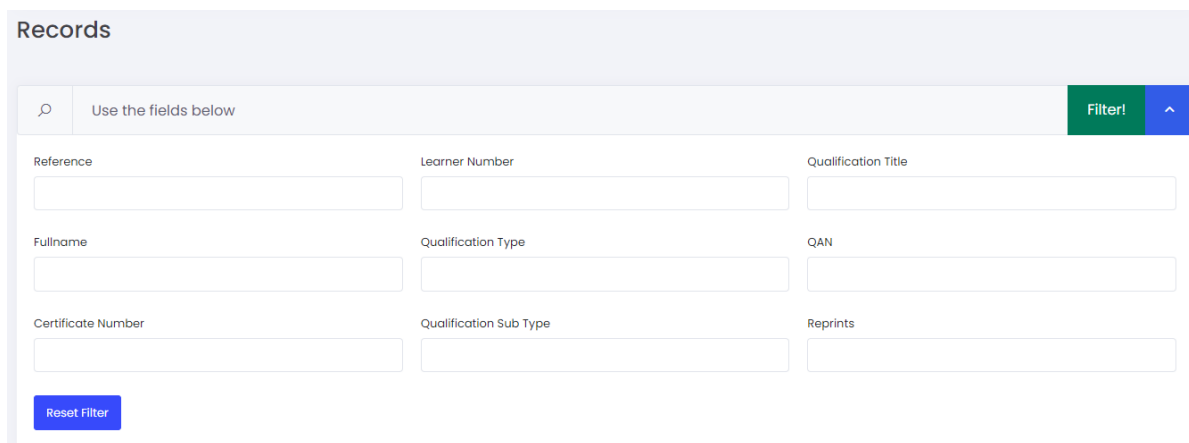 Records
Use the fields below
Filter!
Reference
Learner Number
Qualification Title
Fullname
Qualification Type
QAN
Certificate Number
Qualification Sub Type
Reprints
Reset Filter